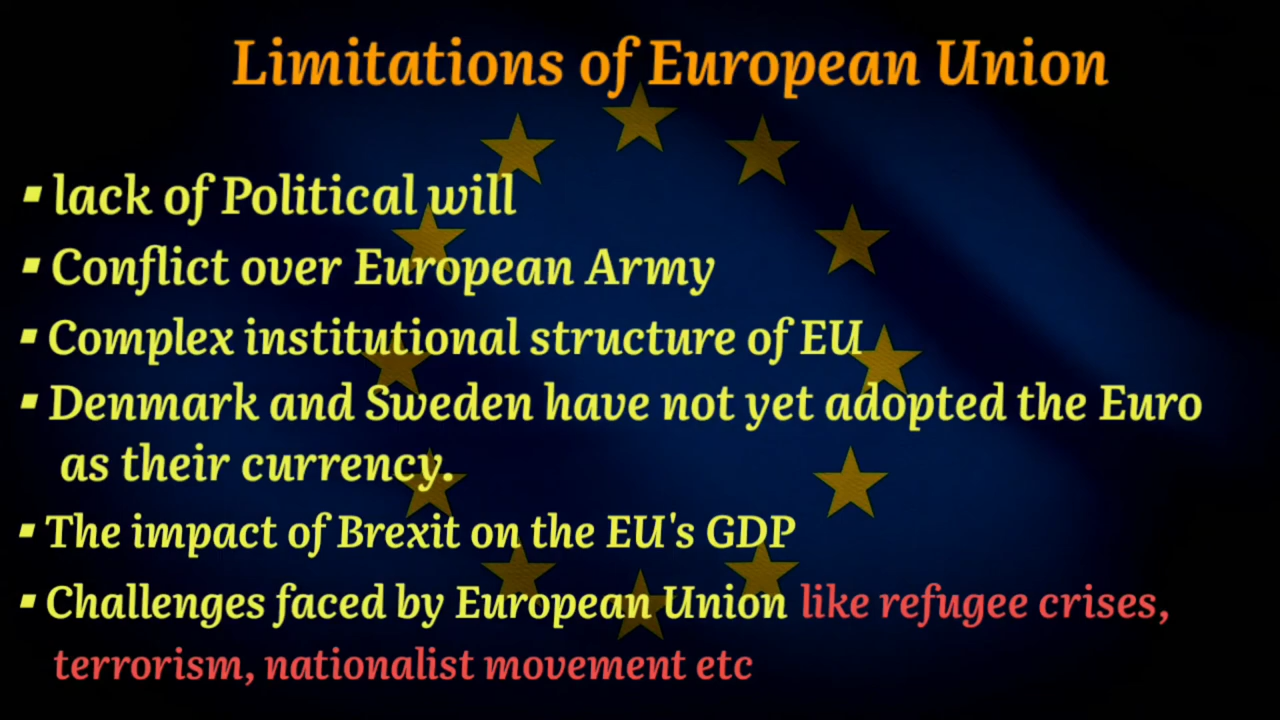 Limitations of European Union
▪ lack of Political will
▪ Conflict over European Army
▪ Complex institutional structure of EU
▪ Denmark and Sweden have not yet adopted the Euro
as their currency.
▪ The impact of Brexit on the EU's GDP
▪ Challenges faced by European Union like refugee crises,
terrorism, nationalist movement etc